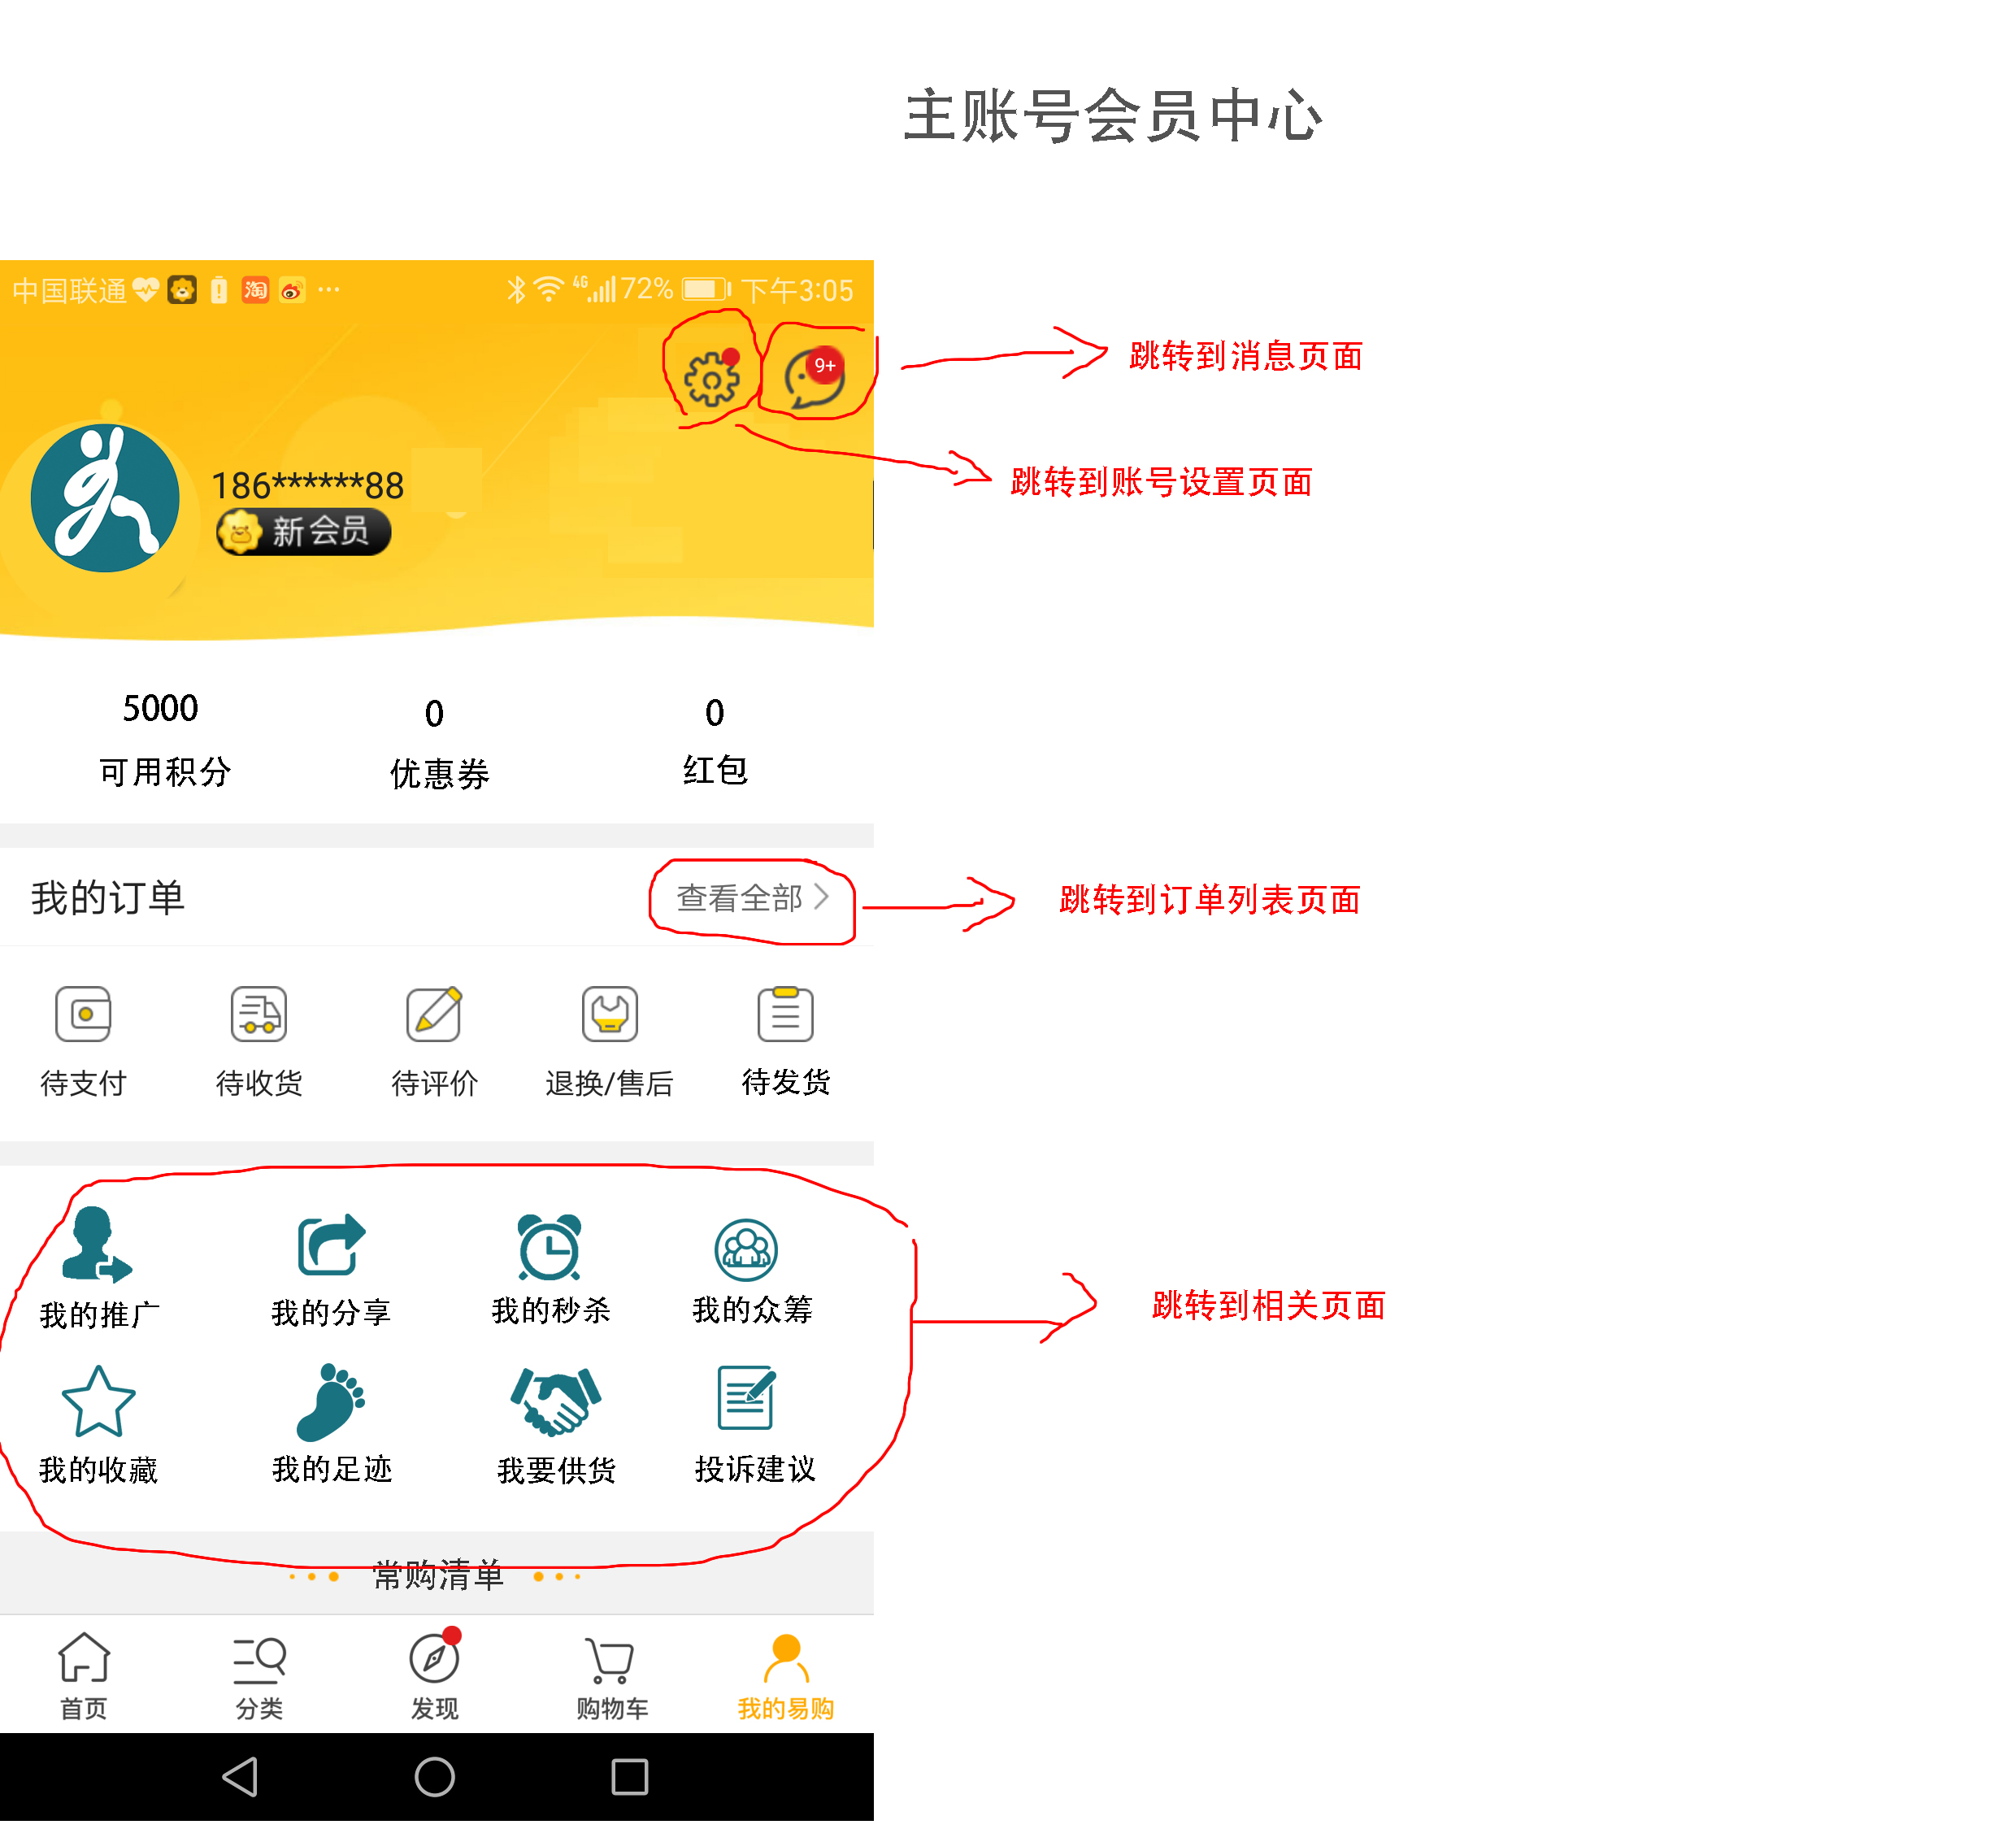 主账号会员中心
中国联通 淘 ··· 4G 72% 下午3:05
9+
跳转到消息页面
跳转到账号设置页面
186******88
新会员
5000 0 0
可用积分 优惠券 红包
我的订单 查看全部
跳转到订单列表页面
待支付 待收货 待评价 退换/售后 待发货
我的推广 我的分享 我的秒杀 我的众筹
跳转到相关页面
我的收藏 我的足迹 我要供货 投诉建议
常购清单
首页 分类 发现 购物车 我的易购